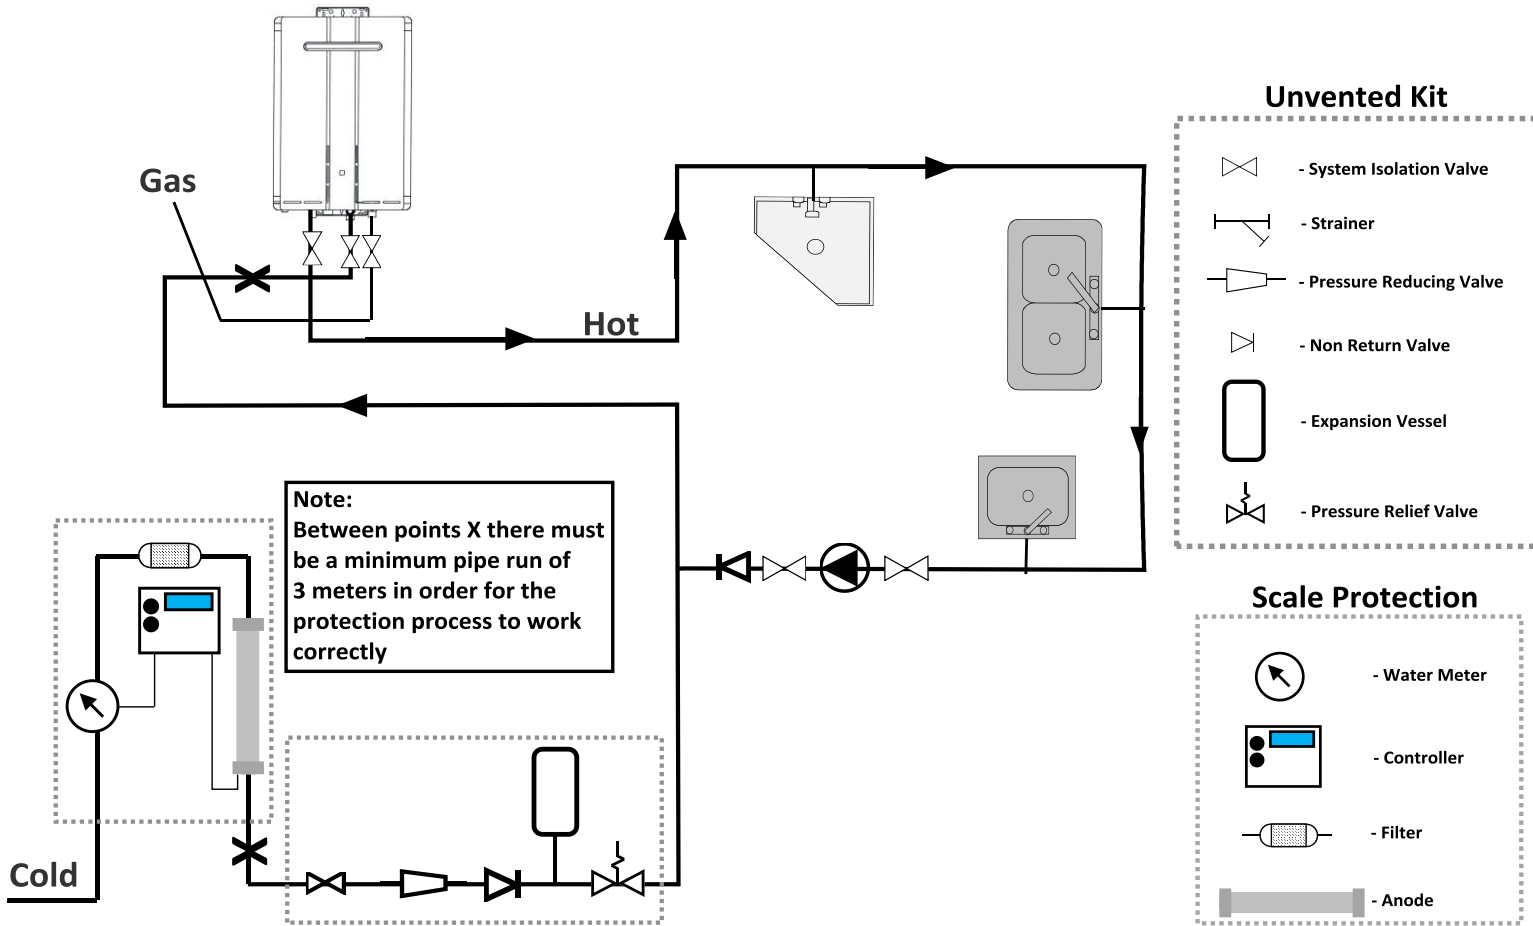 Gas
Hot
Cold
Note:
Between points X there must
be a minimum pipe run of
3 meters in order for the
protection process to work
correctly
Unvented Kit
- System Isolation Valve
- Strainer
- Pressure Reducing Valve
- Non Return Valve
- Expansion Vessel
- Pressure Relief Valve
Scale Protection
- Water Meter
- Controller
- Filter
- Anode